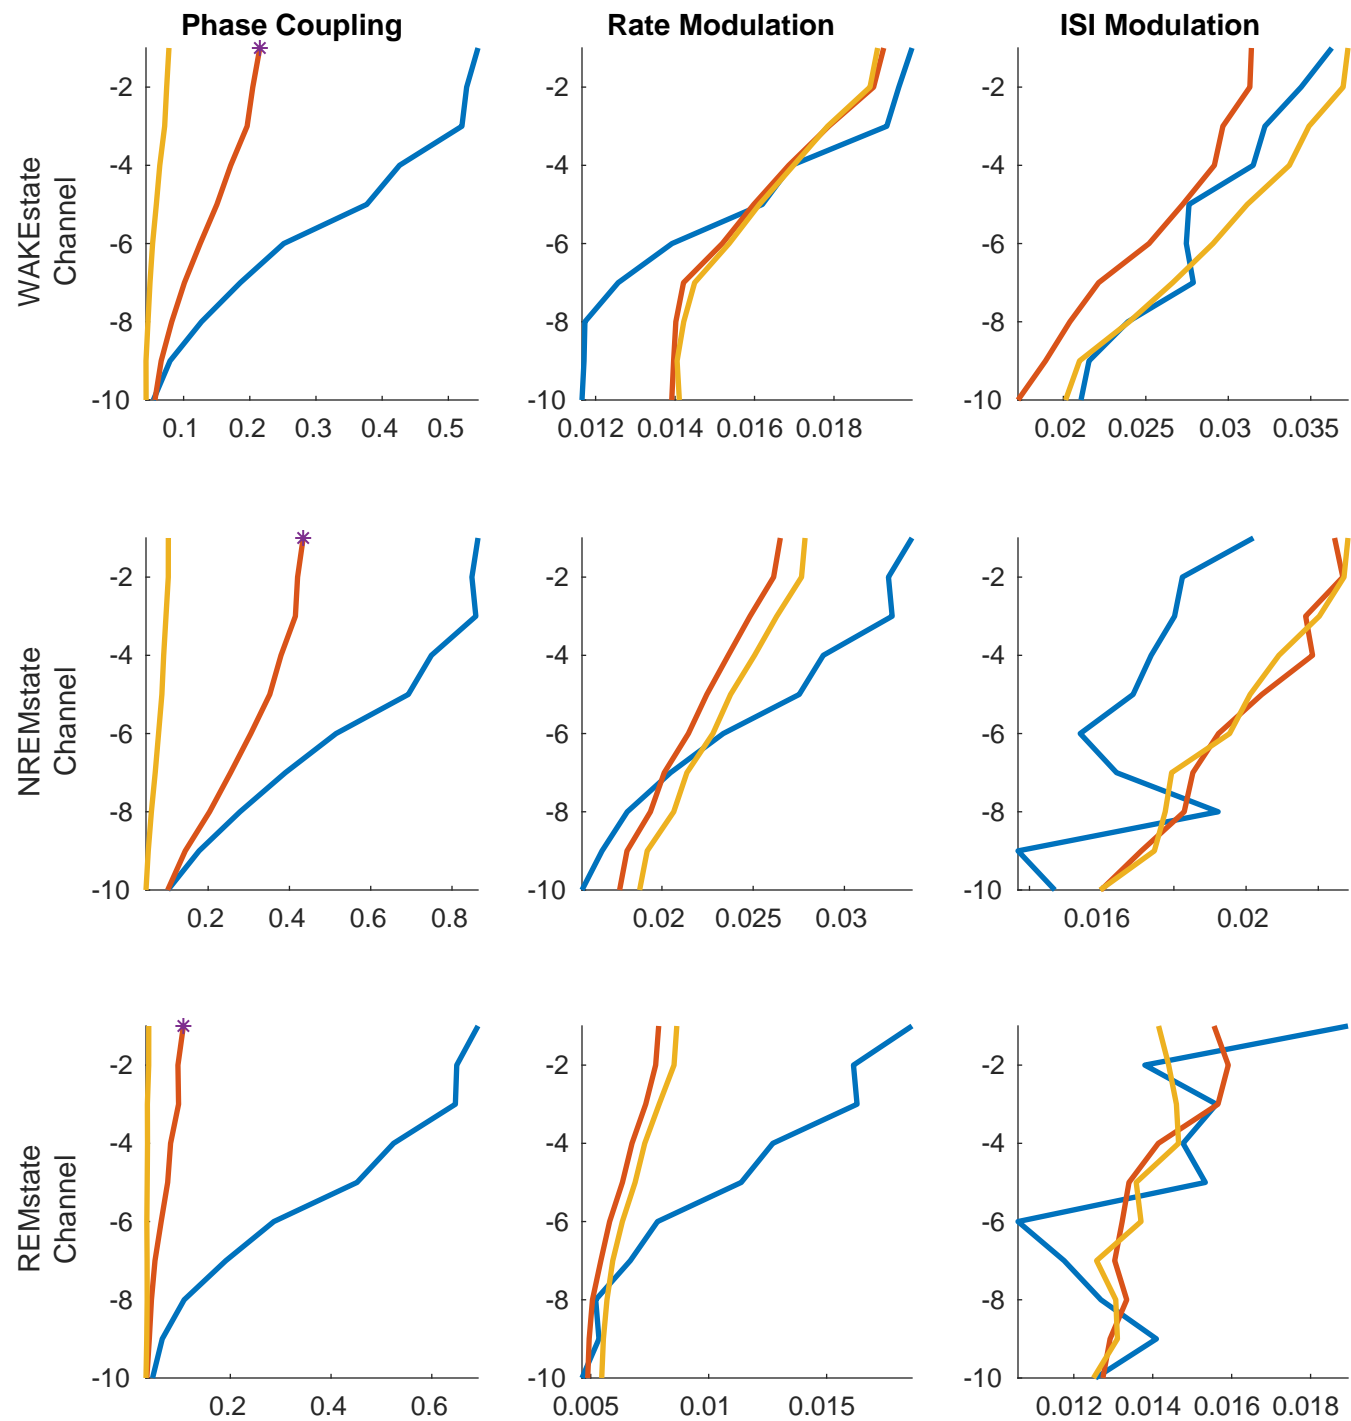 Phase Coupling
Rate Modulation
ISI Modulation
WAKEstate
Channel
-2
-4
-6
-8
-10
0.1 0.2 0.3 0.4 0.5
-2
-4
-6
-8
-10
0.012 0.014 0.016 0.018
-2
-4
-6
-8
-10
0.02 0.025 0.03 0.035
NREMstate
Channel
-2
-4
-6
-8
-10
0.2 0.4 0.6 0.8
-2
-4
-6
-8
-10
0.02 0.025 0.03
-2
-4
-6
-8
-10
0.016 0.02
REMstate
Channel
-2
-4
-6
-8
-10
0.2 0.4 0.6
-2
-4
-6
-8
-10
0.005 0.01 0.015
-2
-4
-6
-8
-10
0.012 0.014 0.016 0.018